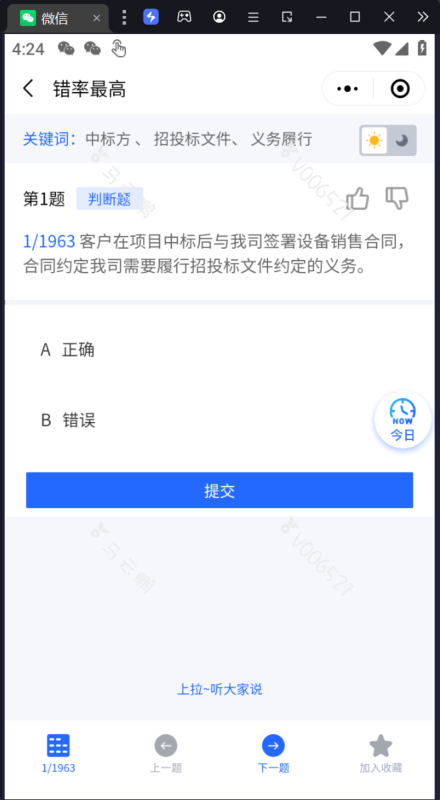 微信
4:24
错率最高
关键词：中标方 、 招投标文件、 义务履行
第1题 判断题
1/1963 客户在项目中标后与我司签署设备销售合同，
合同约定我司需要履行招投标文件约定的义务。
A 正确
B 错误
NOW
今日
提交
上拉~听大家说
1/1963 上一题 下一题 加入收藏
V006527
V006527